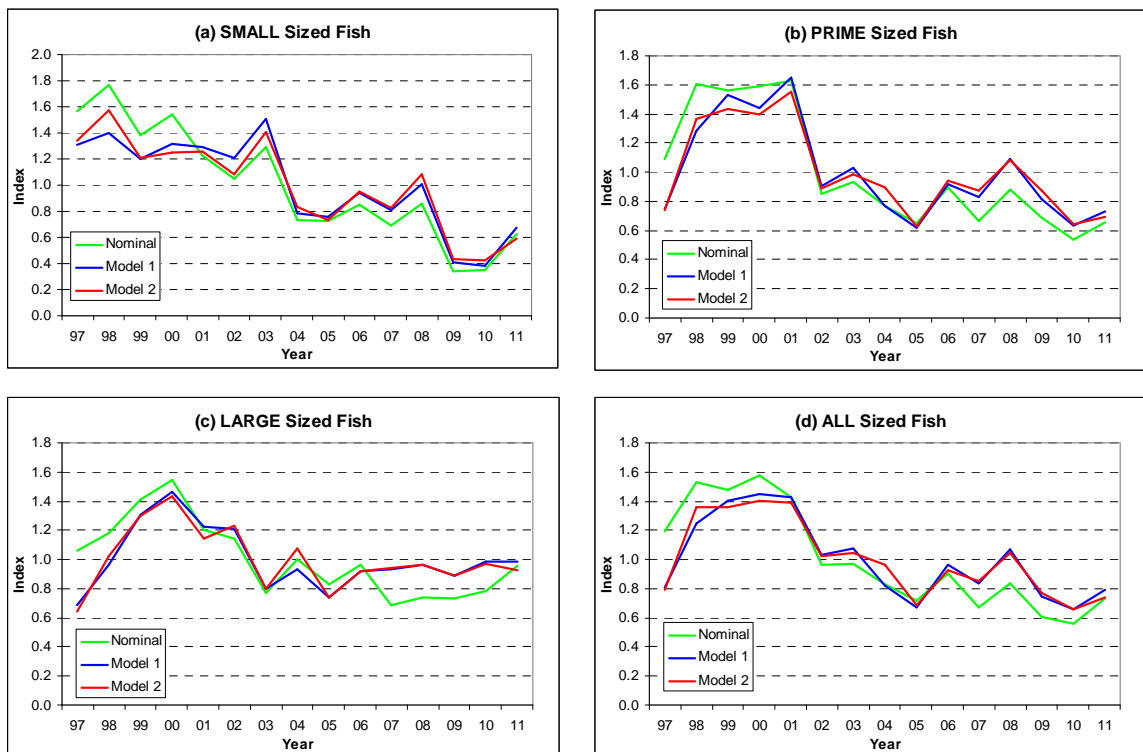 (a) SMALL Sized Fish
2.0
1.8
1.6
1.4
1.2
1.0
0.8
0.6
0.4
0.2
0.0
Index
Nominal
Model 1
Model 2
97 98 99 00 01 02 03 04 05 06 07 08 09 10 11
Year
(b) PRIME Sized Fish
1.8
1.6
1.4
1.2
1.0
0.8
0.6
0.4
0.2
0.0
Index
Nominal
Model 1
Model 2
97 98 99 00 01 02 03 04 05 06 07 08 09 10 11
Year
(c) LARGE Sized Fish
1.8
1.6
1.4
1.2
1.0
0.8
0.6
0.4
0.2
0.0
Index
Nominal
Model 1
Model 2
97 98 99 00 01 02 03 04 05 06 07 08 09 10 11
Year
(d) ALL Sized Fish
1.8
1.6
1.4
1.2
1.0
0.8
0.6
0.4
0.2
0.0
Index
Nominal
Model 1
Model 2
97 98 99 00 01 02 03 04 05 06 07 08 09 10 11
Year